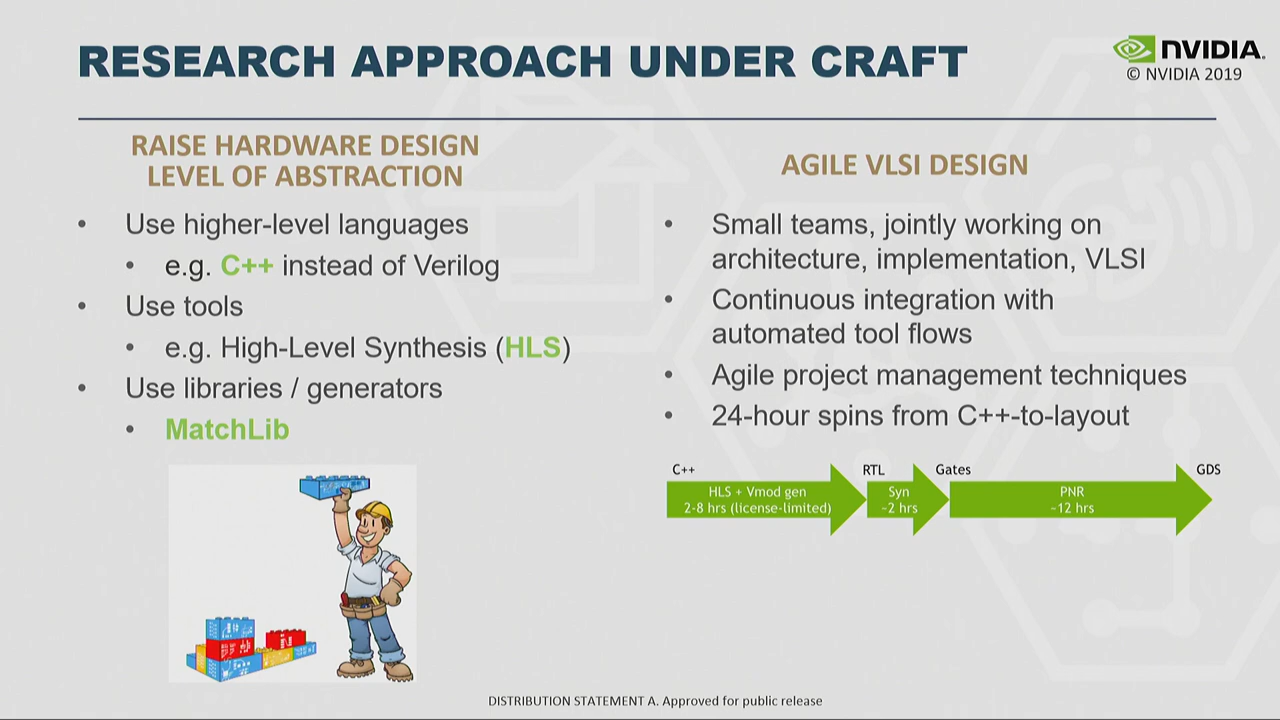 RESEARCH APPROACH UNDER CRAFT
NVIDIA.
© NVIDIA 2019
RAISE HARDWARE DESIGN
LEVEL OF ABSTRACTION
• Use higher-level languages
• e.g. C++ instead of Verilog
• Use tools
• e.g. High-Level Synthesis (HLS)
• Use libraries / generators
• MatchLib
AGILE VLSI DESIGN
• Small teams, jointly working on
architecture, implementation, VLSI
• Continuous integration with
automated tool flows
• Agile project management techniques
• 24-hour spins from C++-to-layout
C++
RTL
Gates
GDS
HLS + Vmod gen
2-8 hrs (license-limited)
Syn
~2 hrs
PNR
~12 hrs
DISTRIBUTION STATEMENT A. Approved for public release